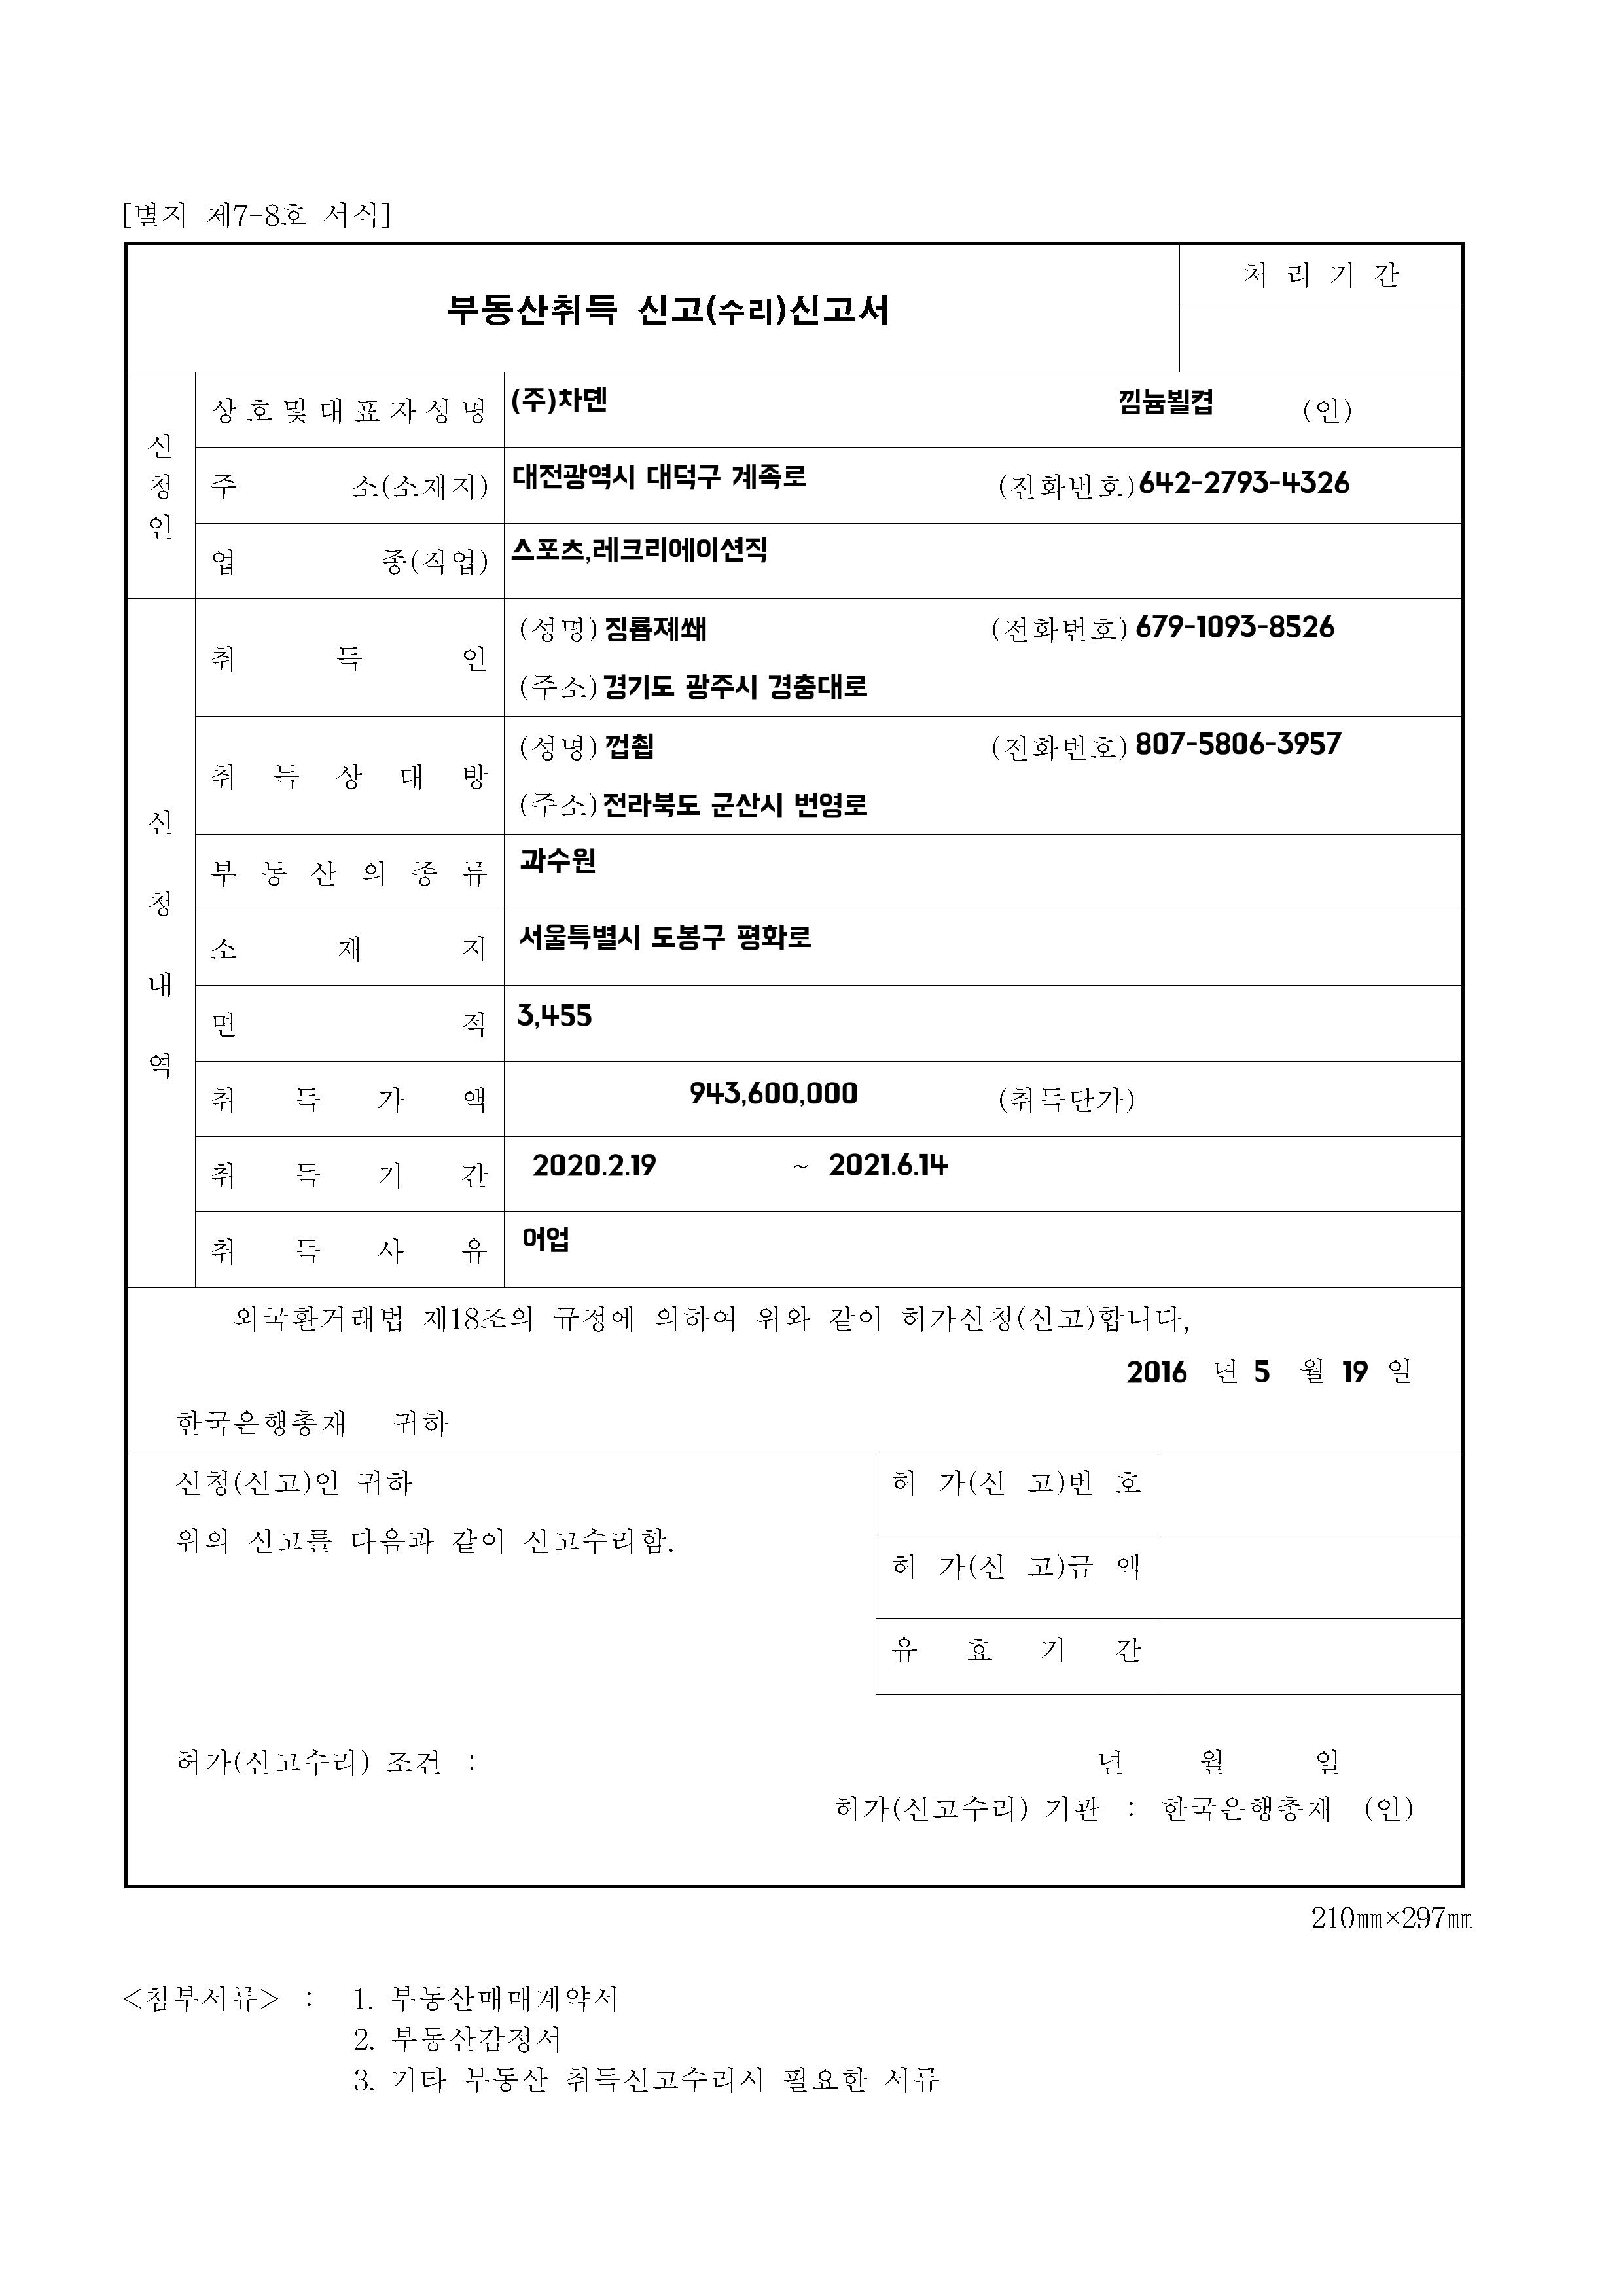 [별지 제7-8호 서식]
부동산취득 신고(수리)신고서
처 리 기 간
신청인
상호및대표자성명 (주)차덴 낌늄뵐켭 (인)
주 소(소재지) 대전광역시 대덕구 계족로 (전화번호) 642-2793-4326
업 종(직업) 스포츠,레크리에이션직
신청내역
취 득 인 (성명) 징룝제쐐 (전화번호) 679-1093-8526
(주소) 경기도 광주시 경충대로
취 득 상 대 방 (성명) 껍쵭 (전화번호) 807-5806-3957
(주소) 전라북도 군산시 번영로
부 동 산 의 종 류 과수원
소 재 지 서울특별시 도봉구 평화로
면 적 3,455
취 득 가 액 943,600,000 (취득단가)
취 득 기 간 2020.2.19 ~ 2021.6.14
취 득 사 유 어업
외국환거래법 제18조의 규정에 의하여 위와 같이 허가신청(신고)합니다,
2016 년 5 월 19 일
한국은행총재 귀하
신청(신고)인 귀하
위의 신고를 다음과 같이 신고수리함.
허 가(신 고)번 호
허 가(신 고)금 액
유 효 기 간
허가(신고수리) 조건 : 년 월 일
허가(신고수리) 기관 : 한국은행총재 (인)
210㎜×297㎜
<첨부서류> : 1. 부동산매매계약서
2. 부동산감정서
3. 기타 부동산 취득신고수리시 필요한 서류